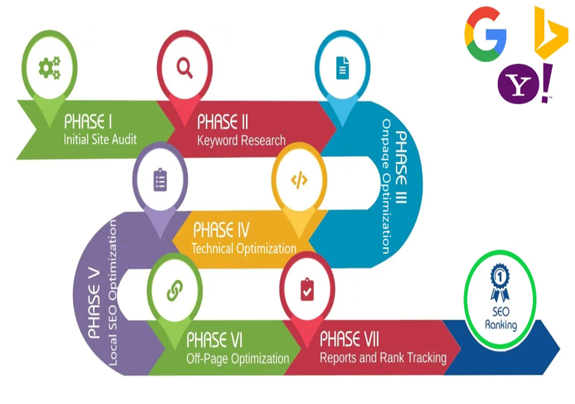 Y!
PHASE I
Initial Site Audit
PHASE II
Keyword Research
PHASE III
Onpage Optimization
PHASE IV
Technical Optimization
PHASE V
Local SEO Optimization
PHASE VI
Off-Page Optimization
PHASE VII
Reports and Rank Tracking
1
SEO
Ranking